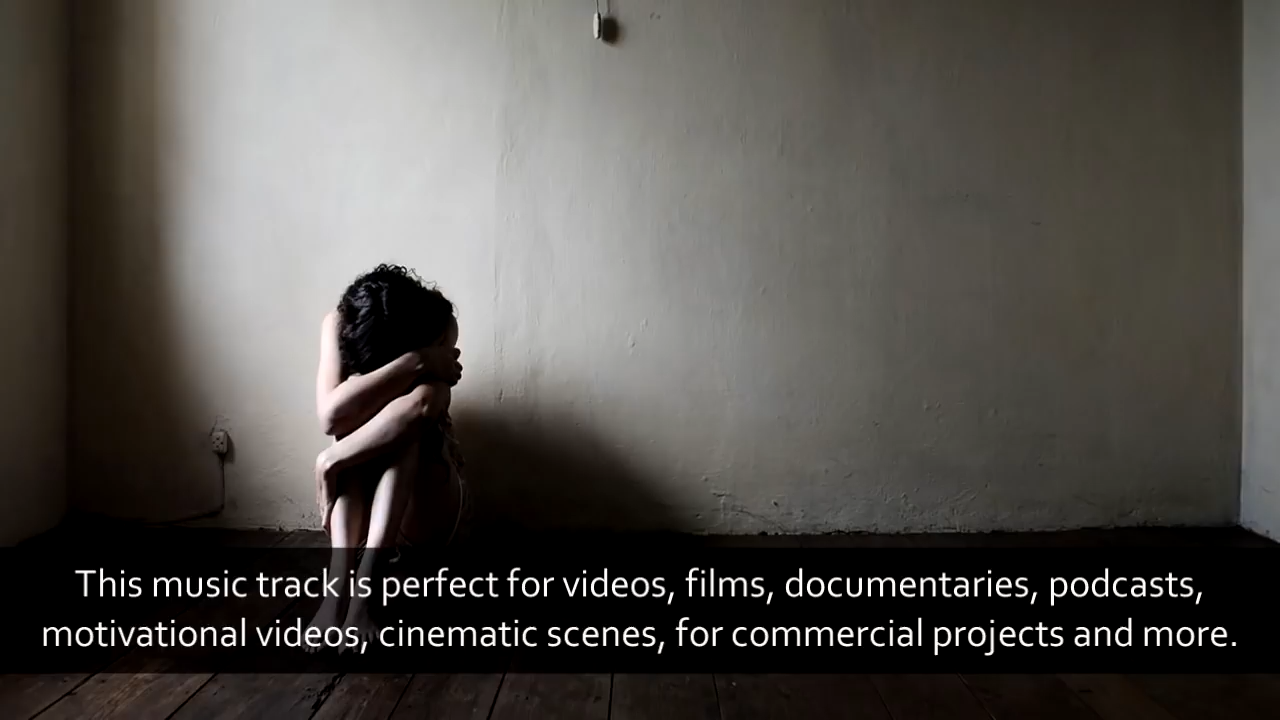 This music track is perfect for videos, films, documentaries, podcasts,
motivational videos, cinematic scenes, for commercial projects and more.